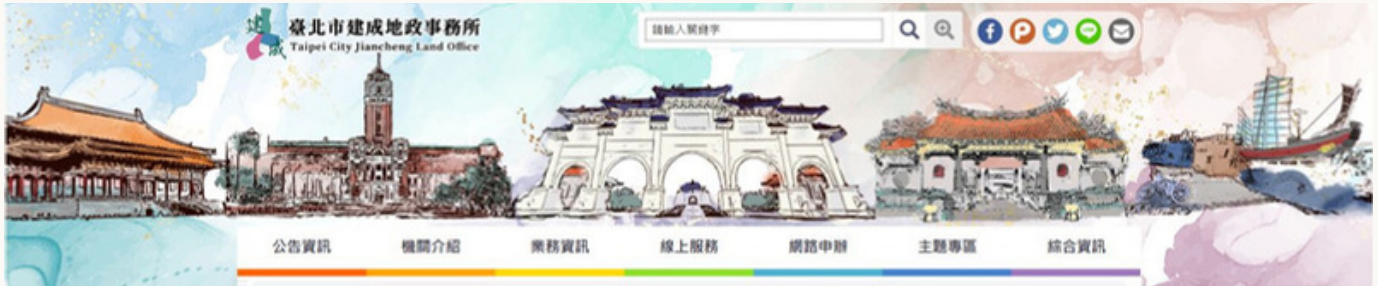 建成
臺北市建成地政事務所
Taipei City Jiancheng Land Office
請輸入關鍵字
公告資訊
機關介紹
業務資訊
線上服務
網路申辦
主題專區
綜合資訊